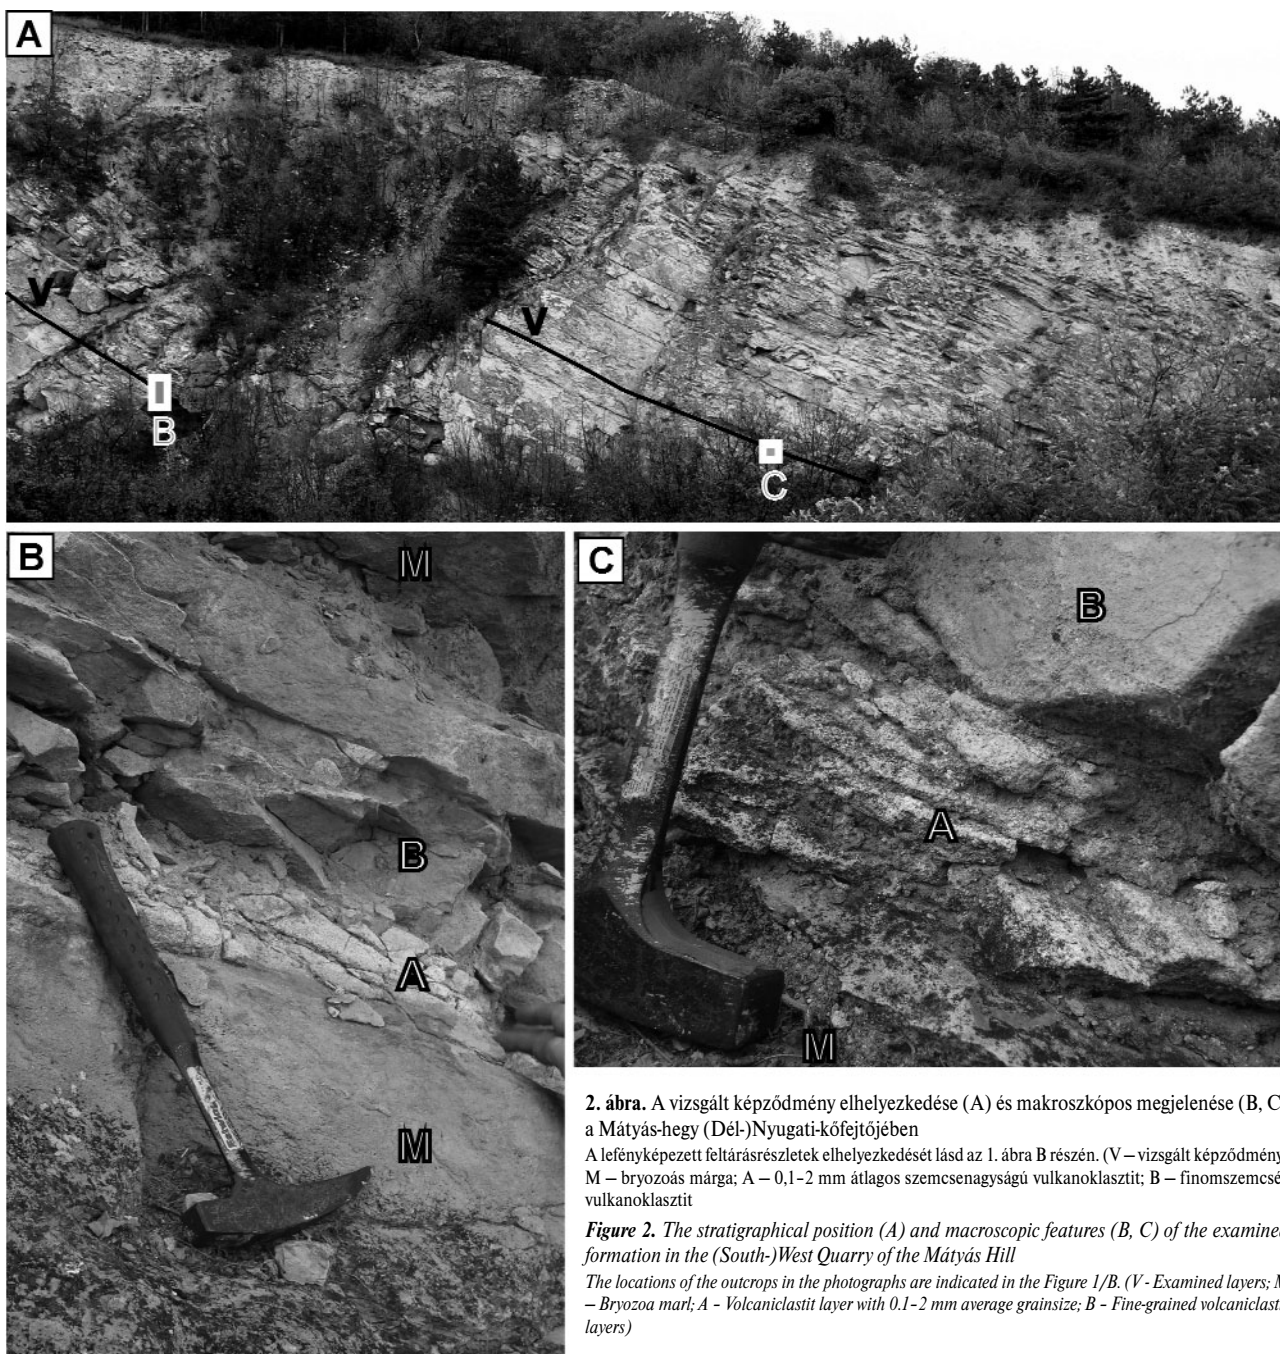 A
V
V
B
C
B
M
B
A
M
C
B
A
M
2. ábra. A vizsgált képződmény elhelyezkedése (A) és makroszkópos megjelenése (B, C
a Mátyás-hegy (Dél-)Nyugati-kőfejtőjében
A lefényképezett feltárásrészletek elhelyezkedését lásd az 1. ábra B részén. (V – vizsgált képződmény
M – bryozoás márga; A – 0,1–2 mm átlagos szemcsenagyságú vulkanoklasztit; B – finomszemcsé
vulkanoklasztit
Figure 2. The stratigraphical position (A) and macroscopic features (B, C) of the examine
formation in the (South-)West Quarry of the Mátyás Hill
The locations of the outcrops in the photographs are indicated in the Figure 1/B. (V - Examined layers; M
– Bryozoa marl; A – Volcaniclastit layer with 0.1–2 mm average grainsize; B – Fine-grained volcaniclasti
layers)